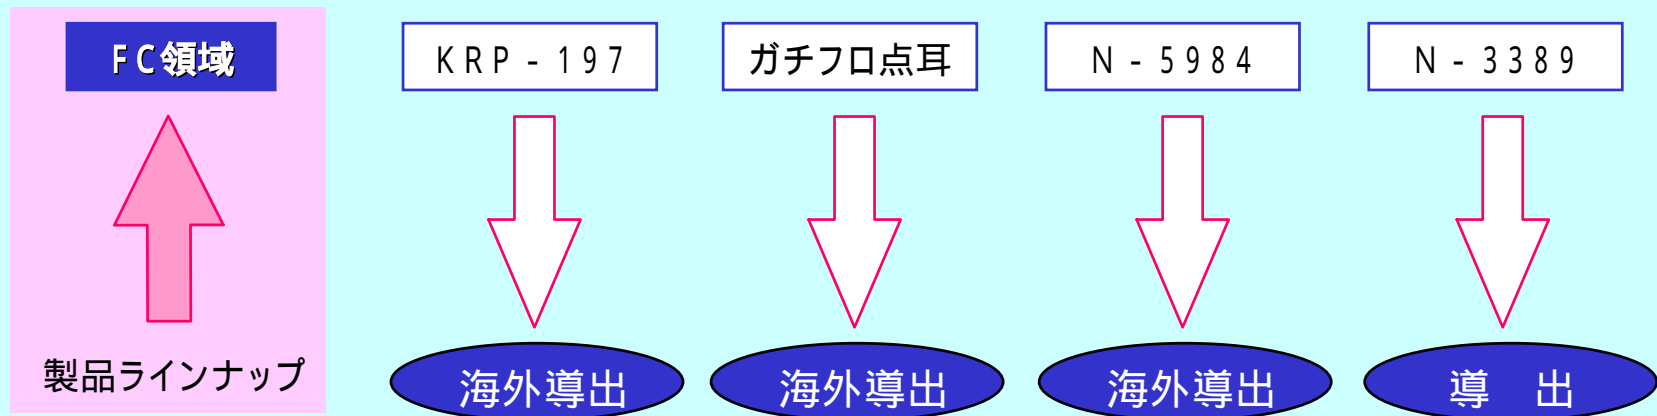 FC領域
KRP-197
ガチフロ点耳
N-5984
N-3389
製品ラインナップ
海外導出
海外導出
海外導出
導 出